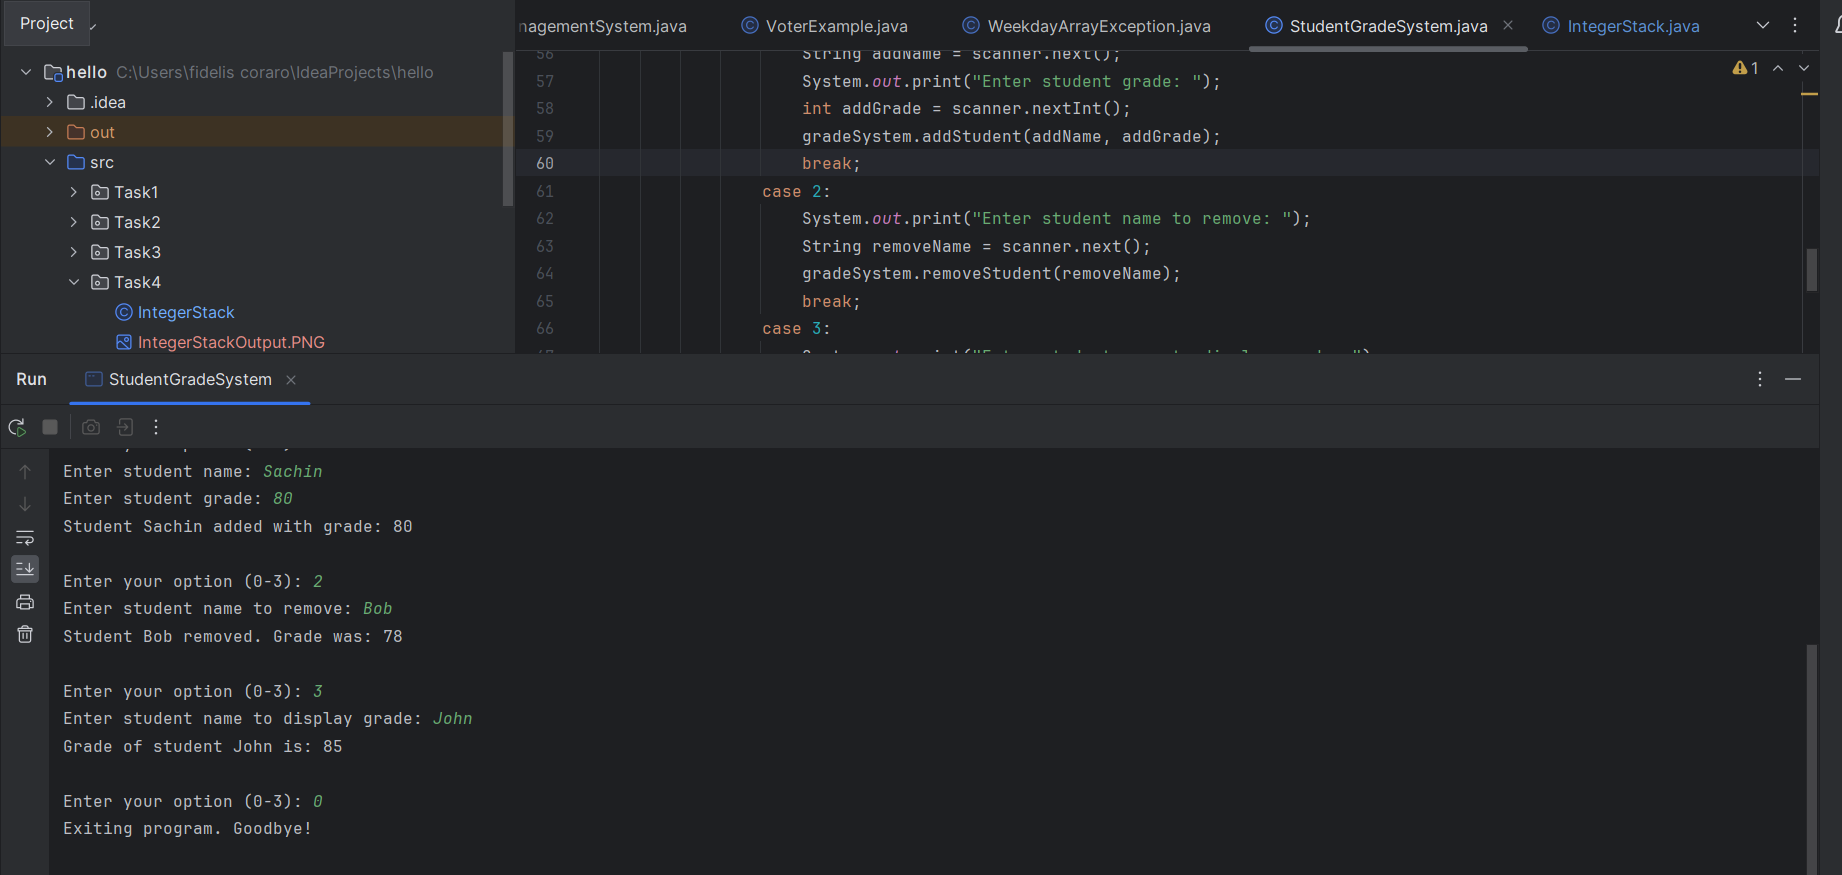 Project
hello C:\Users\fidelis coraro\IdeaProjects\hello
.idea
out
src
Task1
Task2
Task3
Task4
IntegerStack
IntegerStackOutput.PNG
nagementSystem.java VoterExample.java WeekdayArrayException.java StudentGradeSystem.java IntegerStack.java
1
56 String addName = scanner.next();
57 System.out.print("Enter student grade: ");
58 int addGrade = scanner.nextInt();
59 gradeSystem.addStudent(addName, addGrade);
60 break;
61 case 2:
62 System.out.print("Enter student name to remove: ");
63 String removeName = scanner.next();
64 gradeSystem.removeStudent(removeName);
65 break;
66 case 3:
Run StudentGradeSystem
Enter student name: Sachin
Enter student grade: 80
Student Sachin added with grade: 80
Enter your option (0-3): 2
Enter student name to remove: Bob
Student Bob removed. Grade was: 78
Enter your option (0-3): 3
Enter student name to display grade: John
Grade of student John is: 85
Enter your option (0-3): 0
Exiting program. Goodbye!